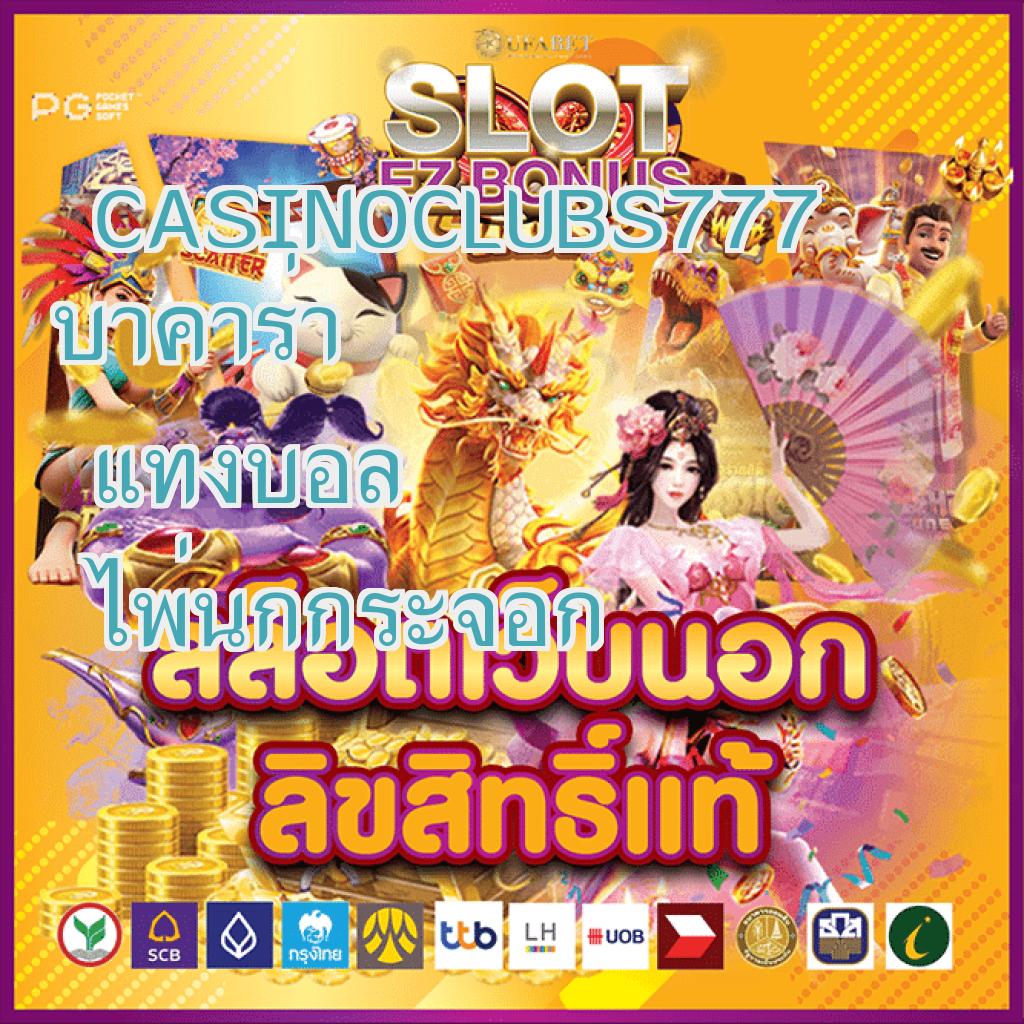 UFABET
SLOT
PG POCKET GAMES SOFT
EZ BONUS
CASINOCLUBS777
SCATTER
บาคาร่า
แทงบอล
ไพ่นกกระจอก
สล็อตเว็บนอก
ลิขสิทธิ์แท้
SCB
กรุงไทย
ttb
LH
UOB